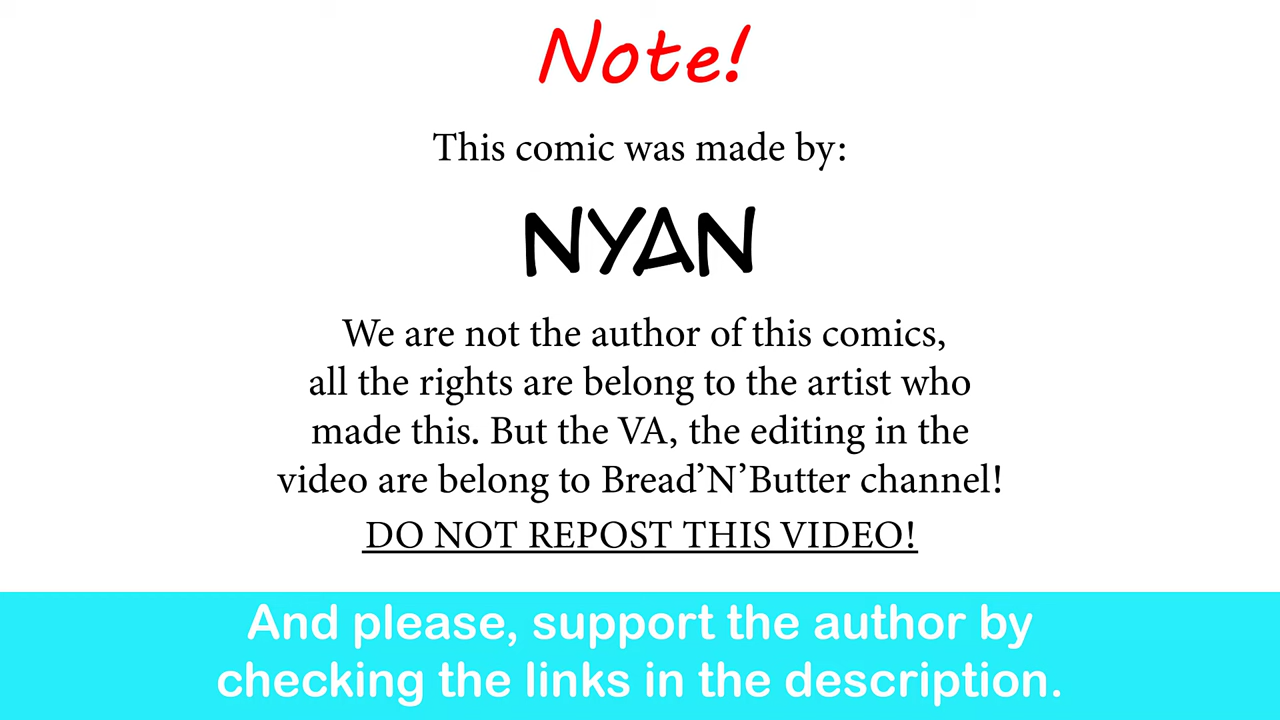 Note!
This comic was made by:
NYAN
We are not the author of this comics,
all the rights are belong to the artist who
made this. But the VA, the editing in the
video are belong to Bread’N’Butter channel!
DO NOT REPOST THIS VIDEO!
And please, support the author by
checking the links in the description.